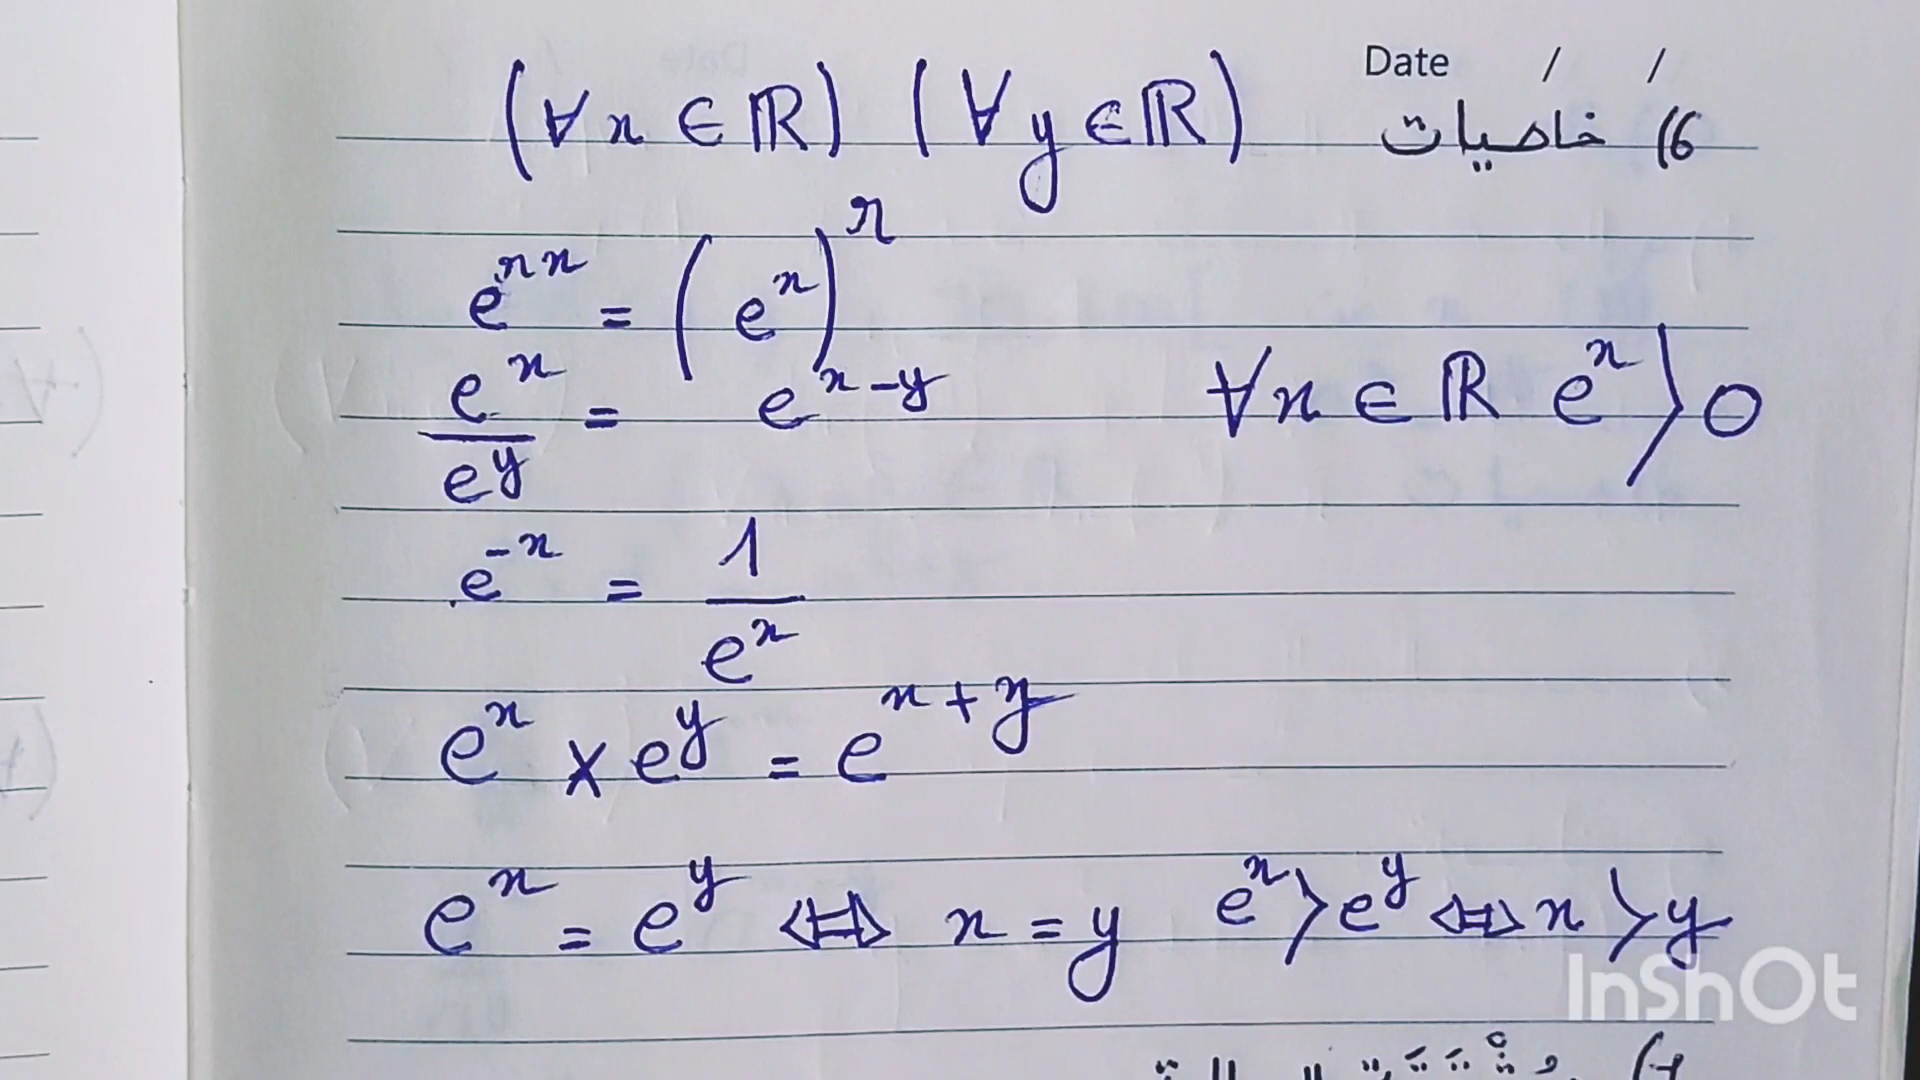 Date / /
6) خاصيات
(∀x∈ℝ) (∀y∈ℝ)
e^{rx} = (e^x)^r
e^x / e^y = e^{x-y}
∀x∈ℝ e^x > 0
e^{-x} = 1 / e^x
e^x × e^y = e^{x+y}
e^x = e^y ⇔ x = y
e^x > e^y ⇔ x > y
InShOt